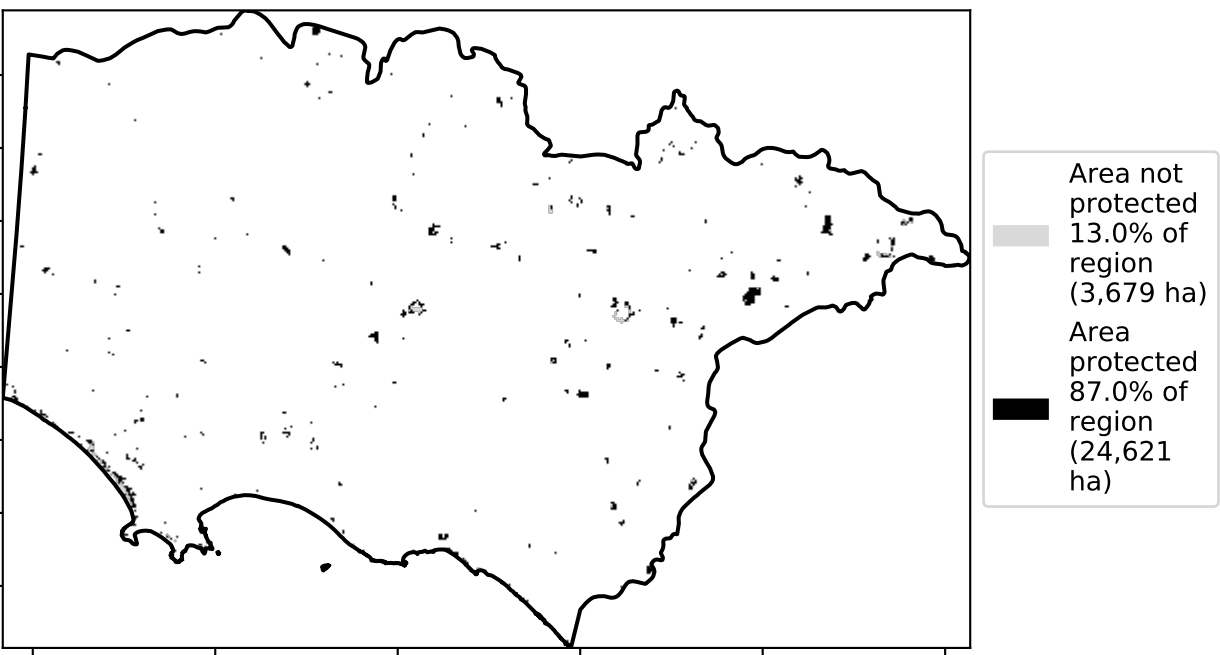 Area not
protected
13.0% of
region
(3,679 ha)
Area
protected
87.0% of
region
(24,621
ha)